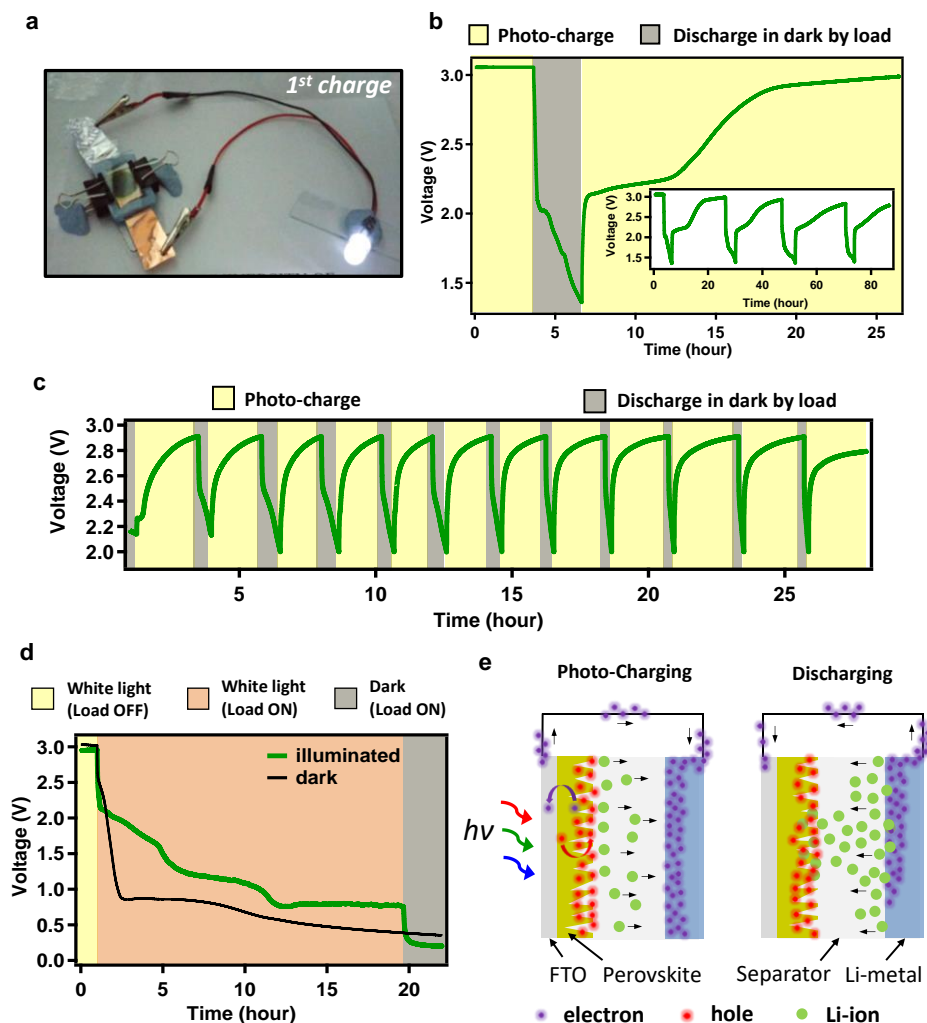 a
1st charge
b
Photo-charge
Discharge in dark by load
3.0
2.5
2.0
1.5
Voltage (V)
0
5
10
15
20
25
Time (hour)
3.0
2.5
2.0
1.5
Voltage (V)
0
20
40
60
80
Time (hour)
c
Photo-charge
Discharge in dark by load
3.0
2.8
2.6
2.4
2.2
2.0
Voltage (V)
5
10
15
20
25
Time (hour)
d
White light
(Load OFF)
White light
(Load ON)
Dark
(Load ON)
illuminated
dark
3.0
2.5
2.0
1.5
1.0
0.5
0.0
Voltage (V)
0
5
10
15
20
Time (hour)
e
Photo-Charging
Discharging
hν
FTO
Perovskite
Separator
Li-metal
electron
hole
Li-ion